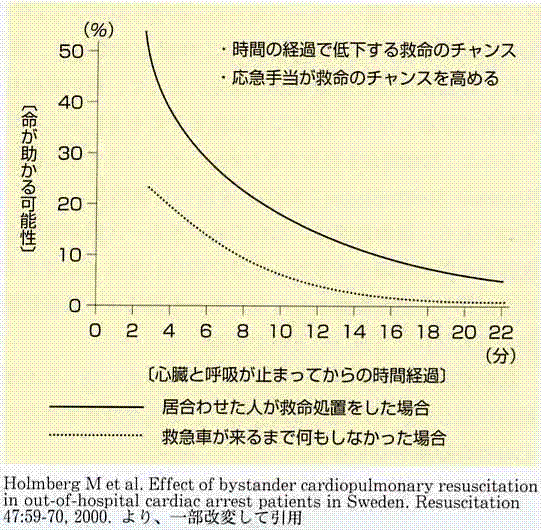 (%)
・時間の経過で低下する救命のチャンス
・応急手当が救命のチャンスを高める
50
40
30
20
10
0
〔命が助かる可能性〕
0 2 4 6 8 10 12 14 16 18 20 22
(分)
〔心臓と呼吸が止まってからの時間経過〕
居合わせた人が救命処置をした場合
救急車が来るまで何もしなかった場合
Holmberg M et al. Effect of bystander cardiopulmonary resuscitation
in out-of-hospital cardiac arrest patients in Sweden. Resuscitation
47:59-70, 2000. より、一部改変して引用